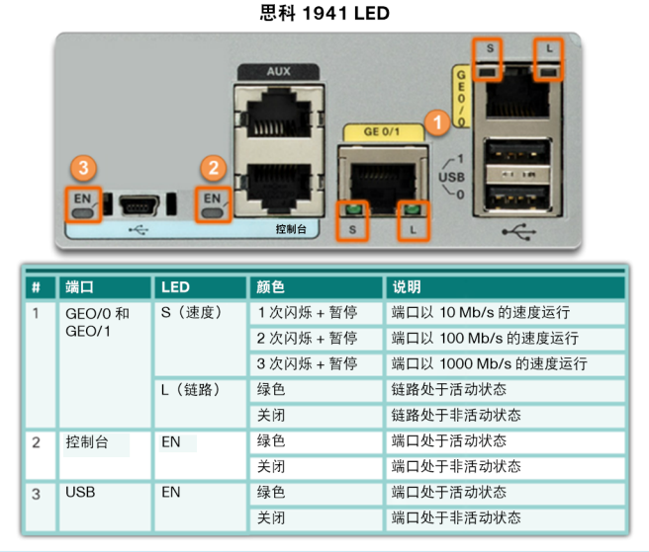 思科 1941 LED
S L
AUX
GE 0/0
GE 0/1
1
3
2
1
USB
0
EN
EN
控制台
S L
# 端口 LED 颜色 说明
1 GEO/0 和 GEO/1 S（速度） 1 次闪烁 + 暂停 端口以 10 Mb/s 的速度运行
2 次闪烁 + 暂停 端口以 100 Mb/s 的速度运行
3 次闪烁 + 暂停 端口以 1000 Mb/s 的速度运行
L（链路） 绿色 链路处于活动状态
关闭 链路处于非活动状态
2 控制台 EN 绿色 端口处于活动状态
关闭 端口处于非活动状态
3 USB EN 绿色 端口处于活动状态
关闭 端口处于非活动状态